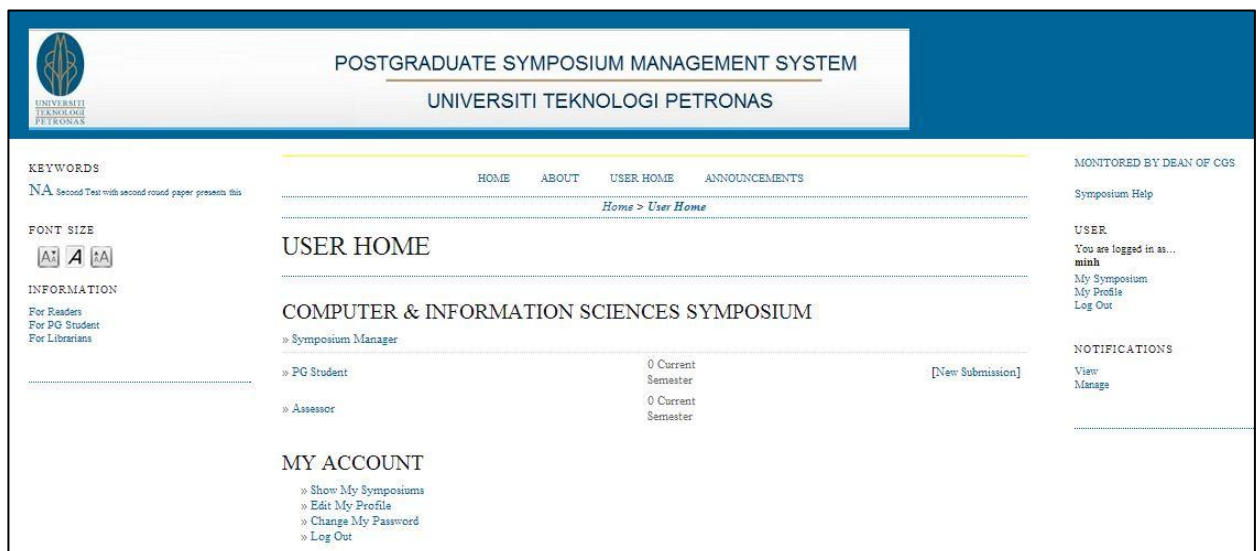 UNIVERSITI
TEKNOLOGI
PETRONAS
POSTGRADUATE SYMPOSIUM MANAGEMENT SYSTEM
UNIVERSITI TEKNOLOGI PETRONAS
KEYWORDS
NA Second Test with second round paper presents this
FONT SIZE
A A A
INFORMATION
For Readers
For PG Student
For Librarians
HOME ABOUT USER HOME ANNOUNCEMENTS
Home > User Home
USER HOME
COMPUTER & INFORMATION SCIENCES SYMPOSIUM
» Symposium Manager
» PG Student 0 Current Semester [New Submission]
» Assessor 0 Current Semester
MY ACCOUNT
» Show My Symposiums
» Edit My Profile
» Change My Password
» Log Out
MONITORED BY DEAN OF CGS
Symposium Help
USER
You are logged in as...
minh
My Symposium
My Profile
Log Out
NOTIFICATIONS
View
Manage